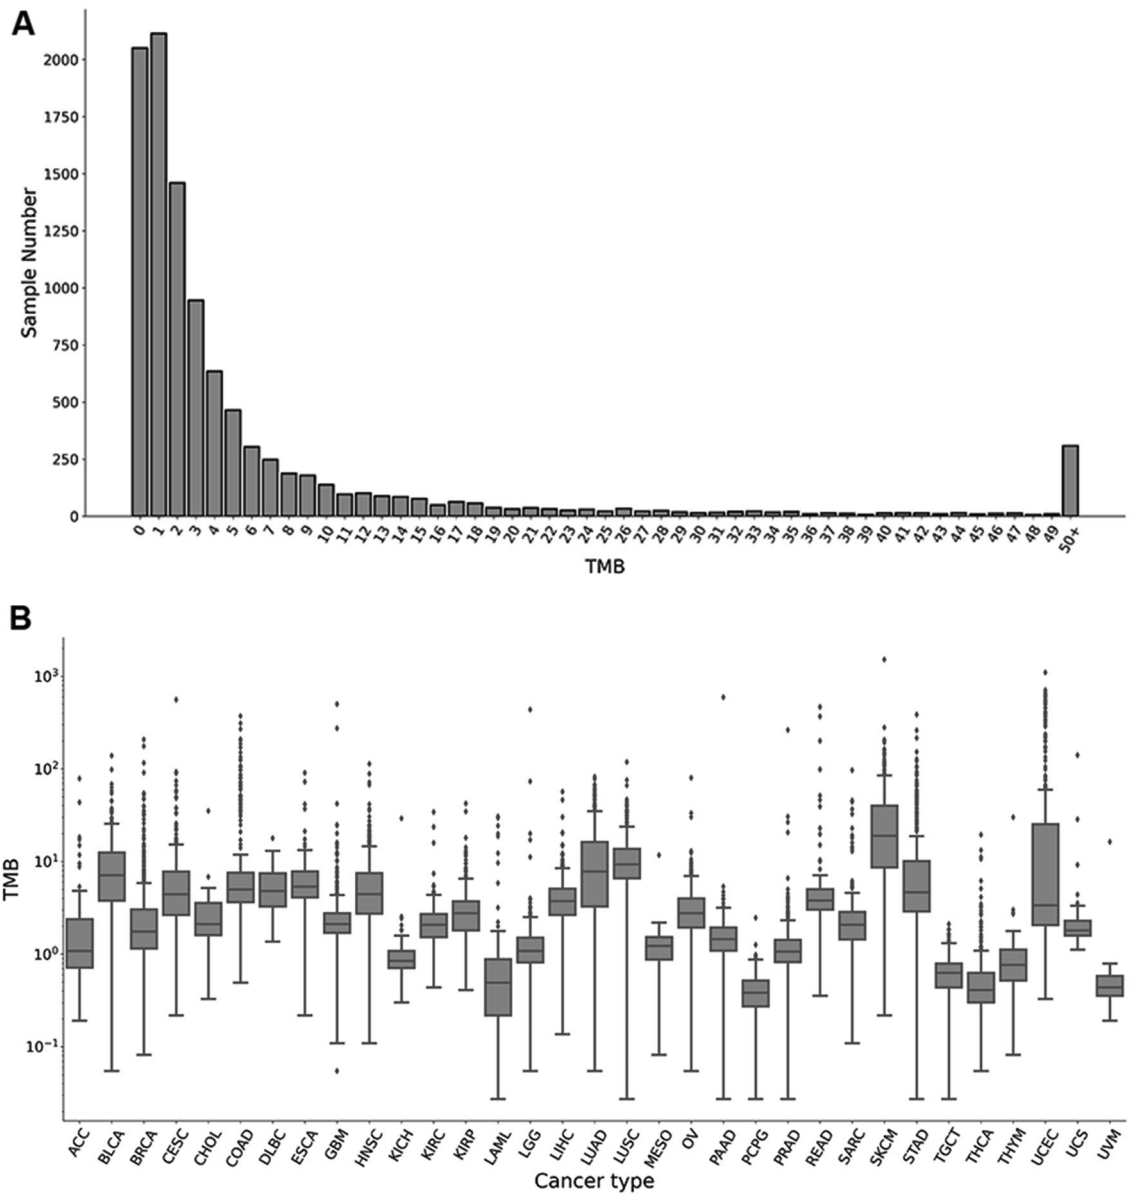 A
2000
1750
1500
1250
1000
750
500
250
0
Sample Number
0 1 2 3 4 5 6 7 8 9 10 11 12 13 14 15 16 17 18 19 20 21 22 23 24 25 26 27 28 29 30 31 32 33 34 35 36 37 38 39 40 41 42 43 44 45 46 47 48 49 50+
TMB
B
10³
10²
10¹
10⁰
10⁻¹
TMB
ACC BLCA BRCA CESC CHOL COAD DLBC ESCA GBM HNSC KICH KIRC KIRP LAML LGG LIHC LUAD LUSC MESO OV PAAD PCPG PRAD READ SARC SKCM STAD TGCT THCA THYM UCEC UCS UVM
Cancer type